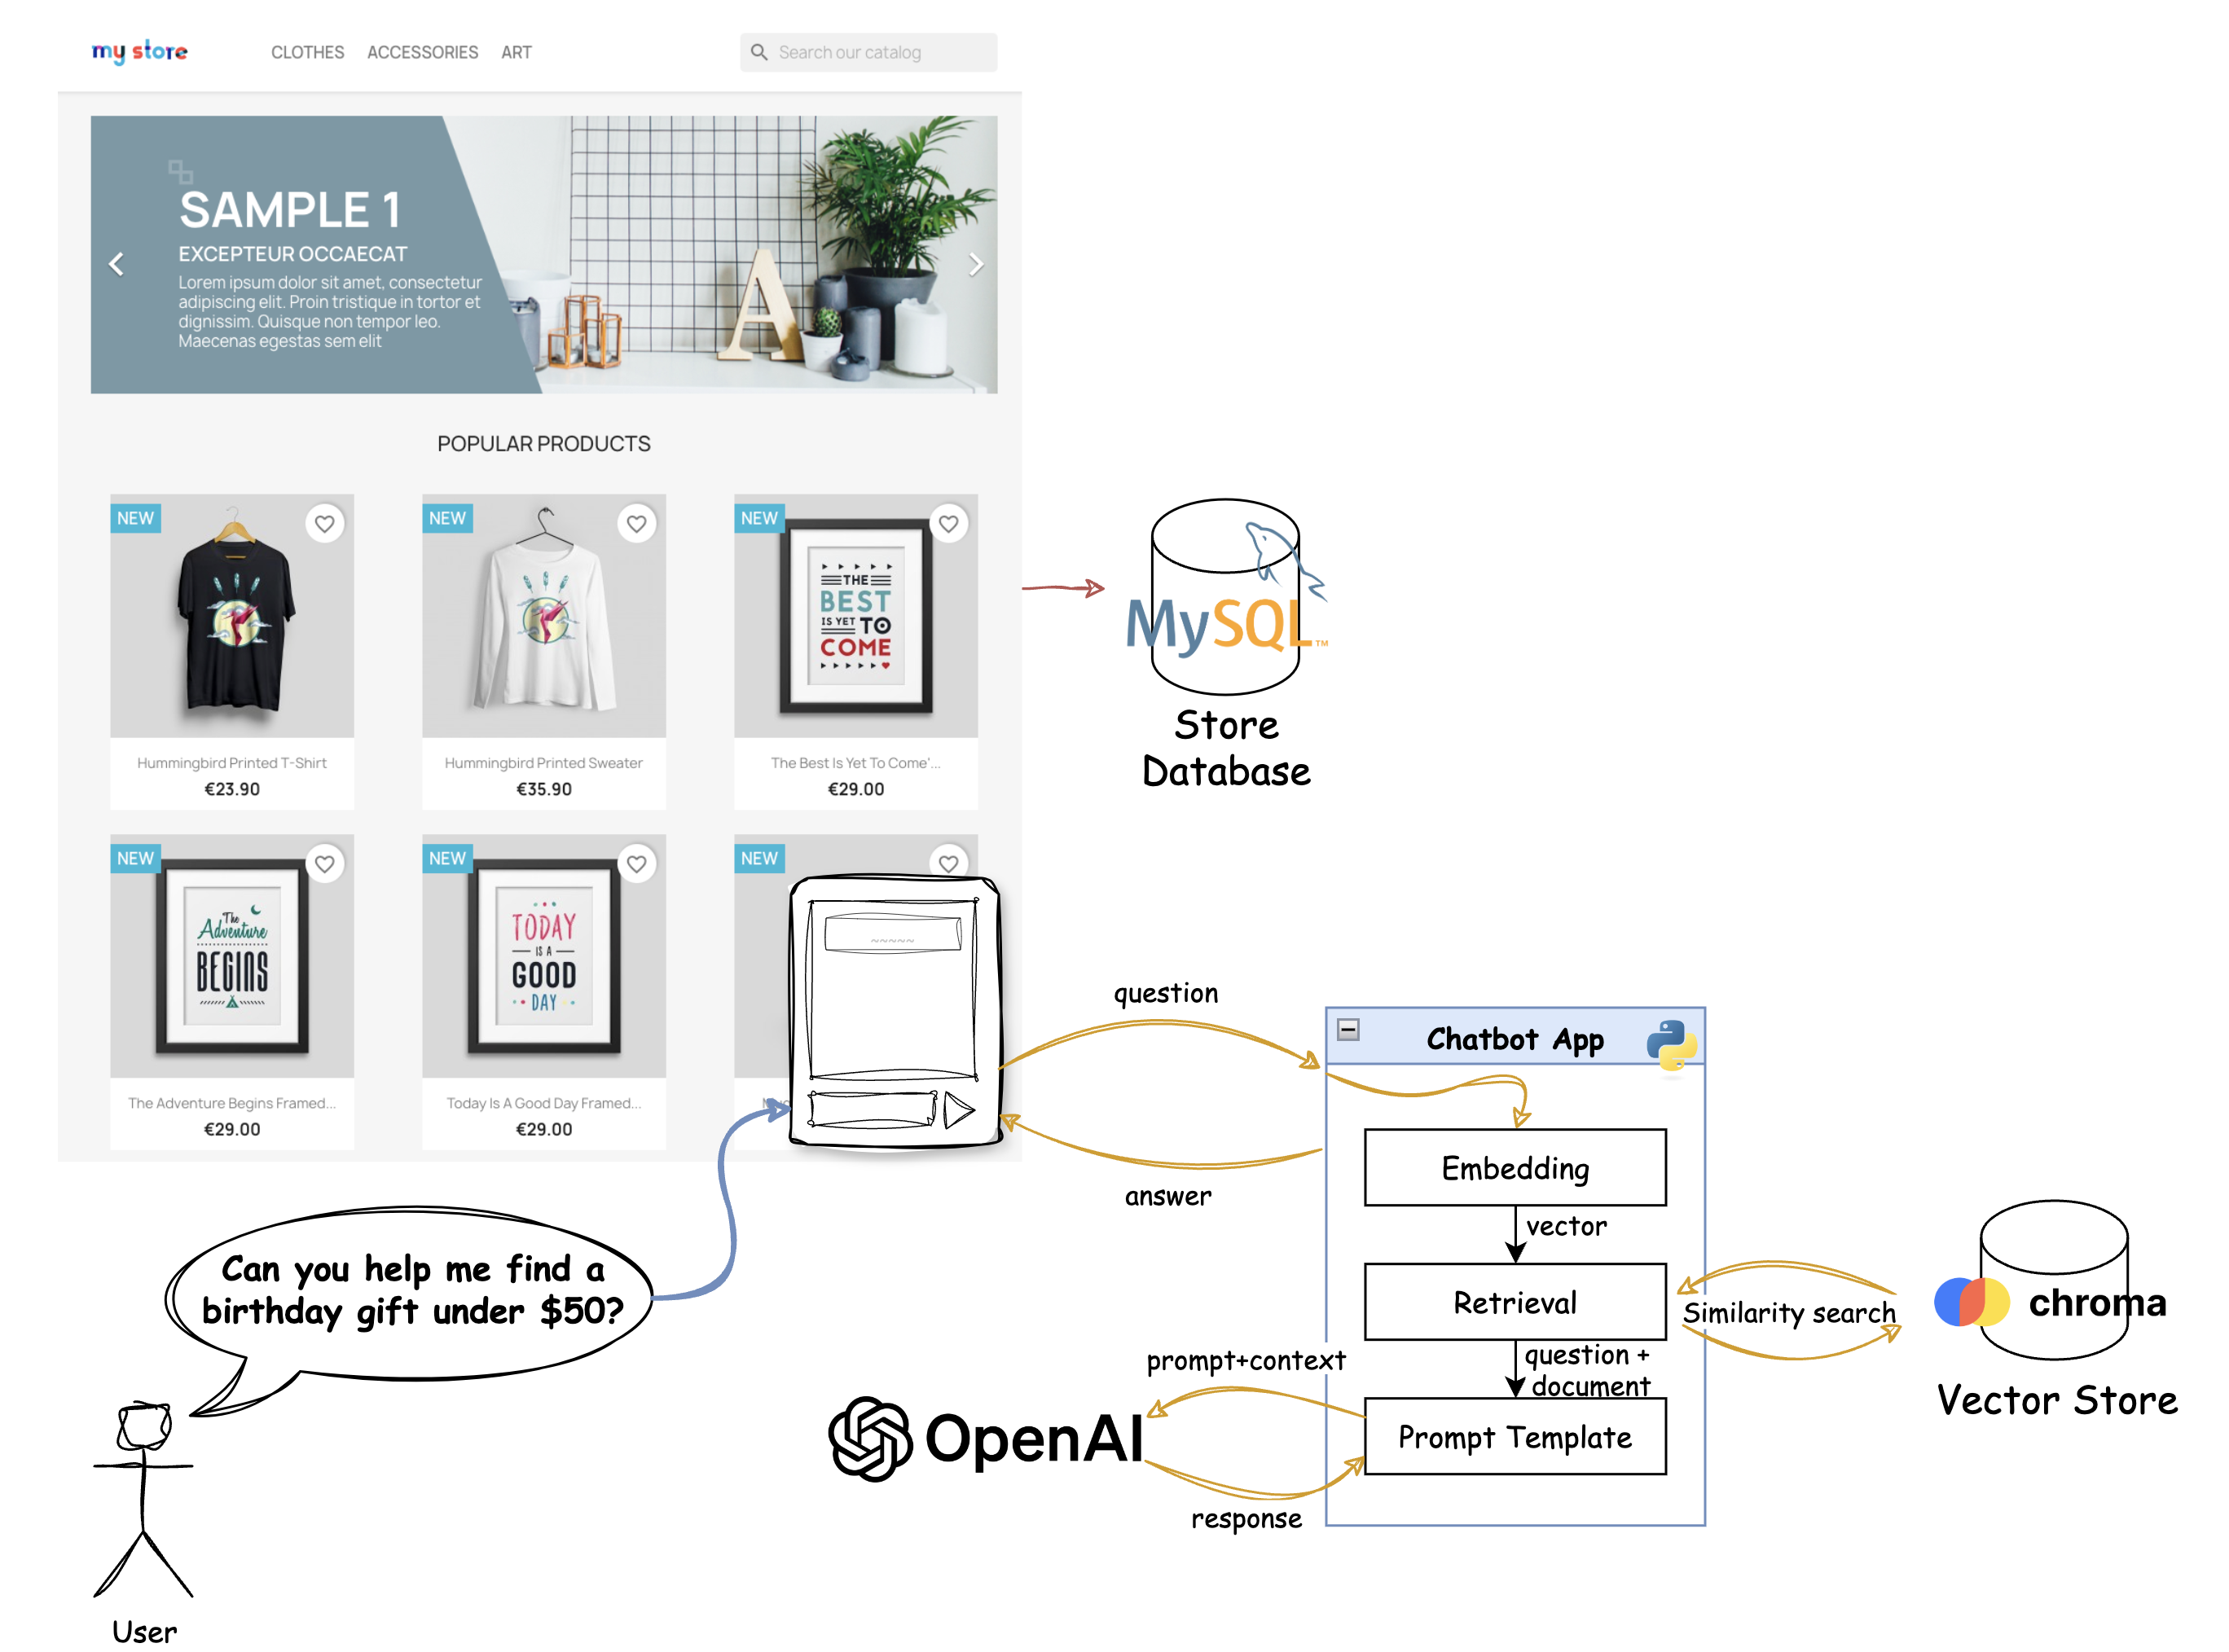 my store
CLOTHES ACCESSORIES ART
Search our catalog
SAMPLE 1
EXCEPTEUR OCCAECAT
Lorem ipsum dolor sit amet, consectetur
adipiscing elit. Proin tristique in tortor et
dignissim. Quisque non tempor leo.
Maecenas egestas sem elit
A
POPULAR PRODUCTS
NEW
NEW
NEW
THE
BEST
IS YET TO
COME
Hummingbird Printed T-Shirt
€23.90
Hummingbird Printed Sweater
€35.90
The Best Is Yet To Come'...
€29.00
MySQL™
Store
Database
NEW
NEW
NEW
The
Adventure
BEGINS
TODAY
IS A
GOOD
DAY
The Adventure Begins Framed...
€29.00
Today Is A Good Day Framed...
€29.00
question
answer
Chatbot App
Embedding
vector
Retrieval
question +
document
Prompt Template
Similarity search
chroma
Vector Store
prompt+context
OpenAI
response
Can you help me find a
birthday gift under $50?
User